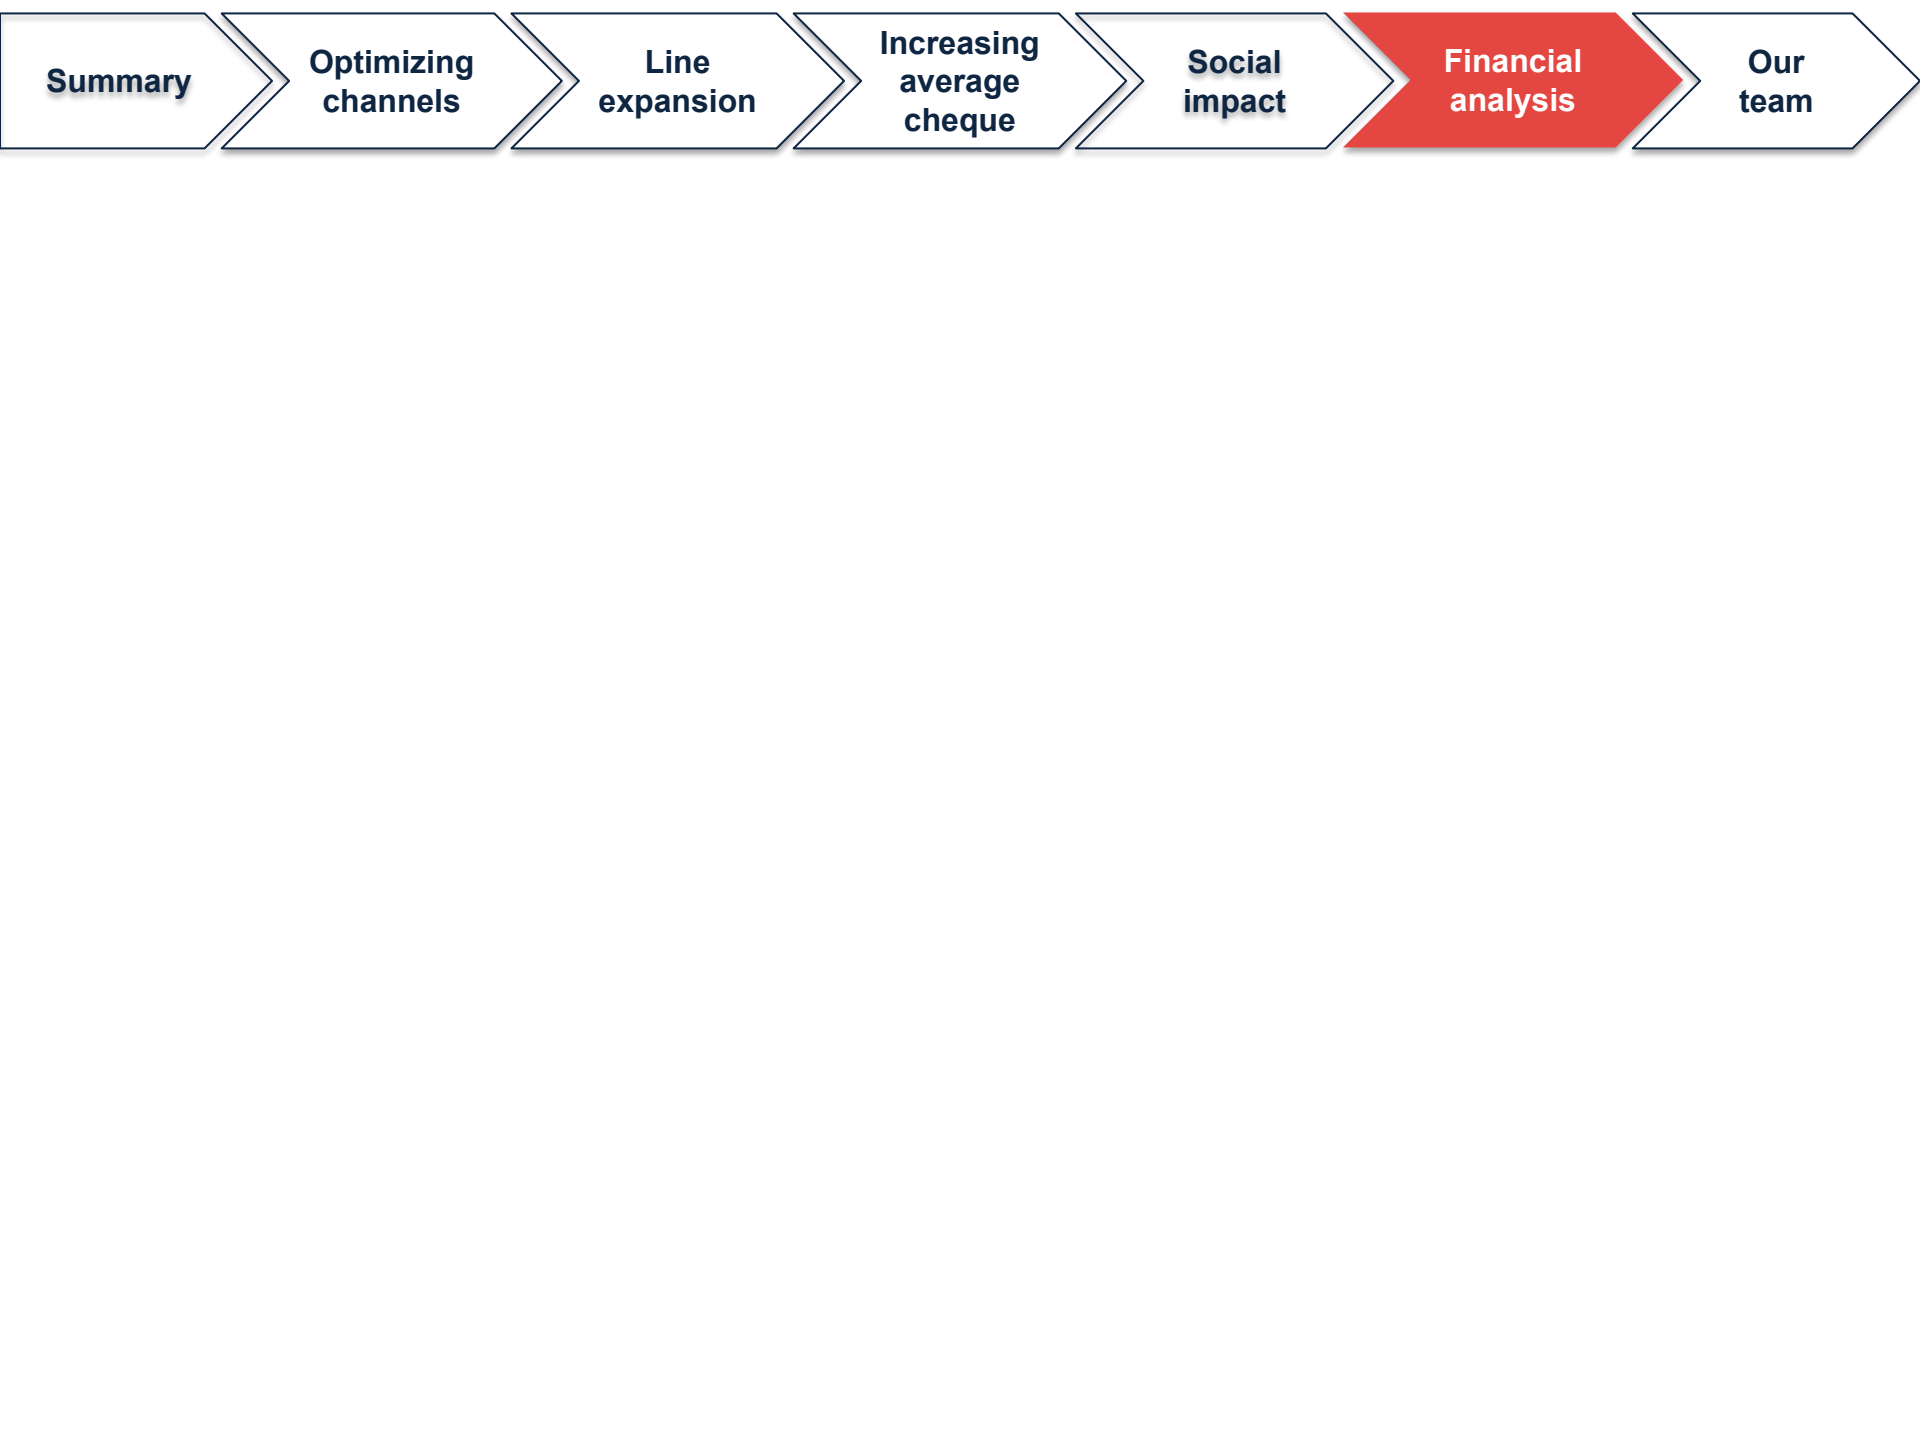 Summary
Optimizing
channels
Line
expansion
Increasing
average
cheque
Social
impact
Financial
analysis
Our
team